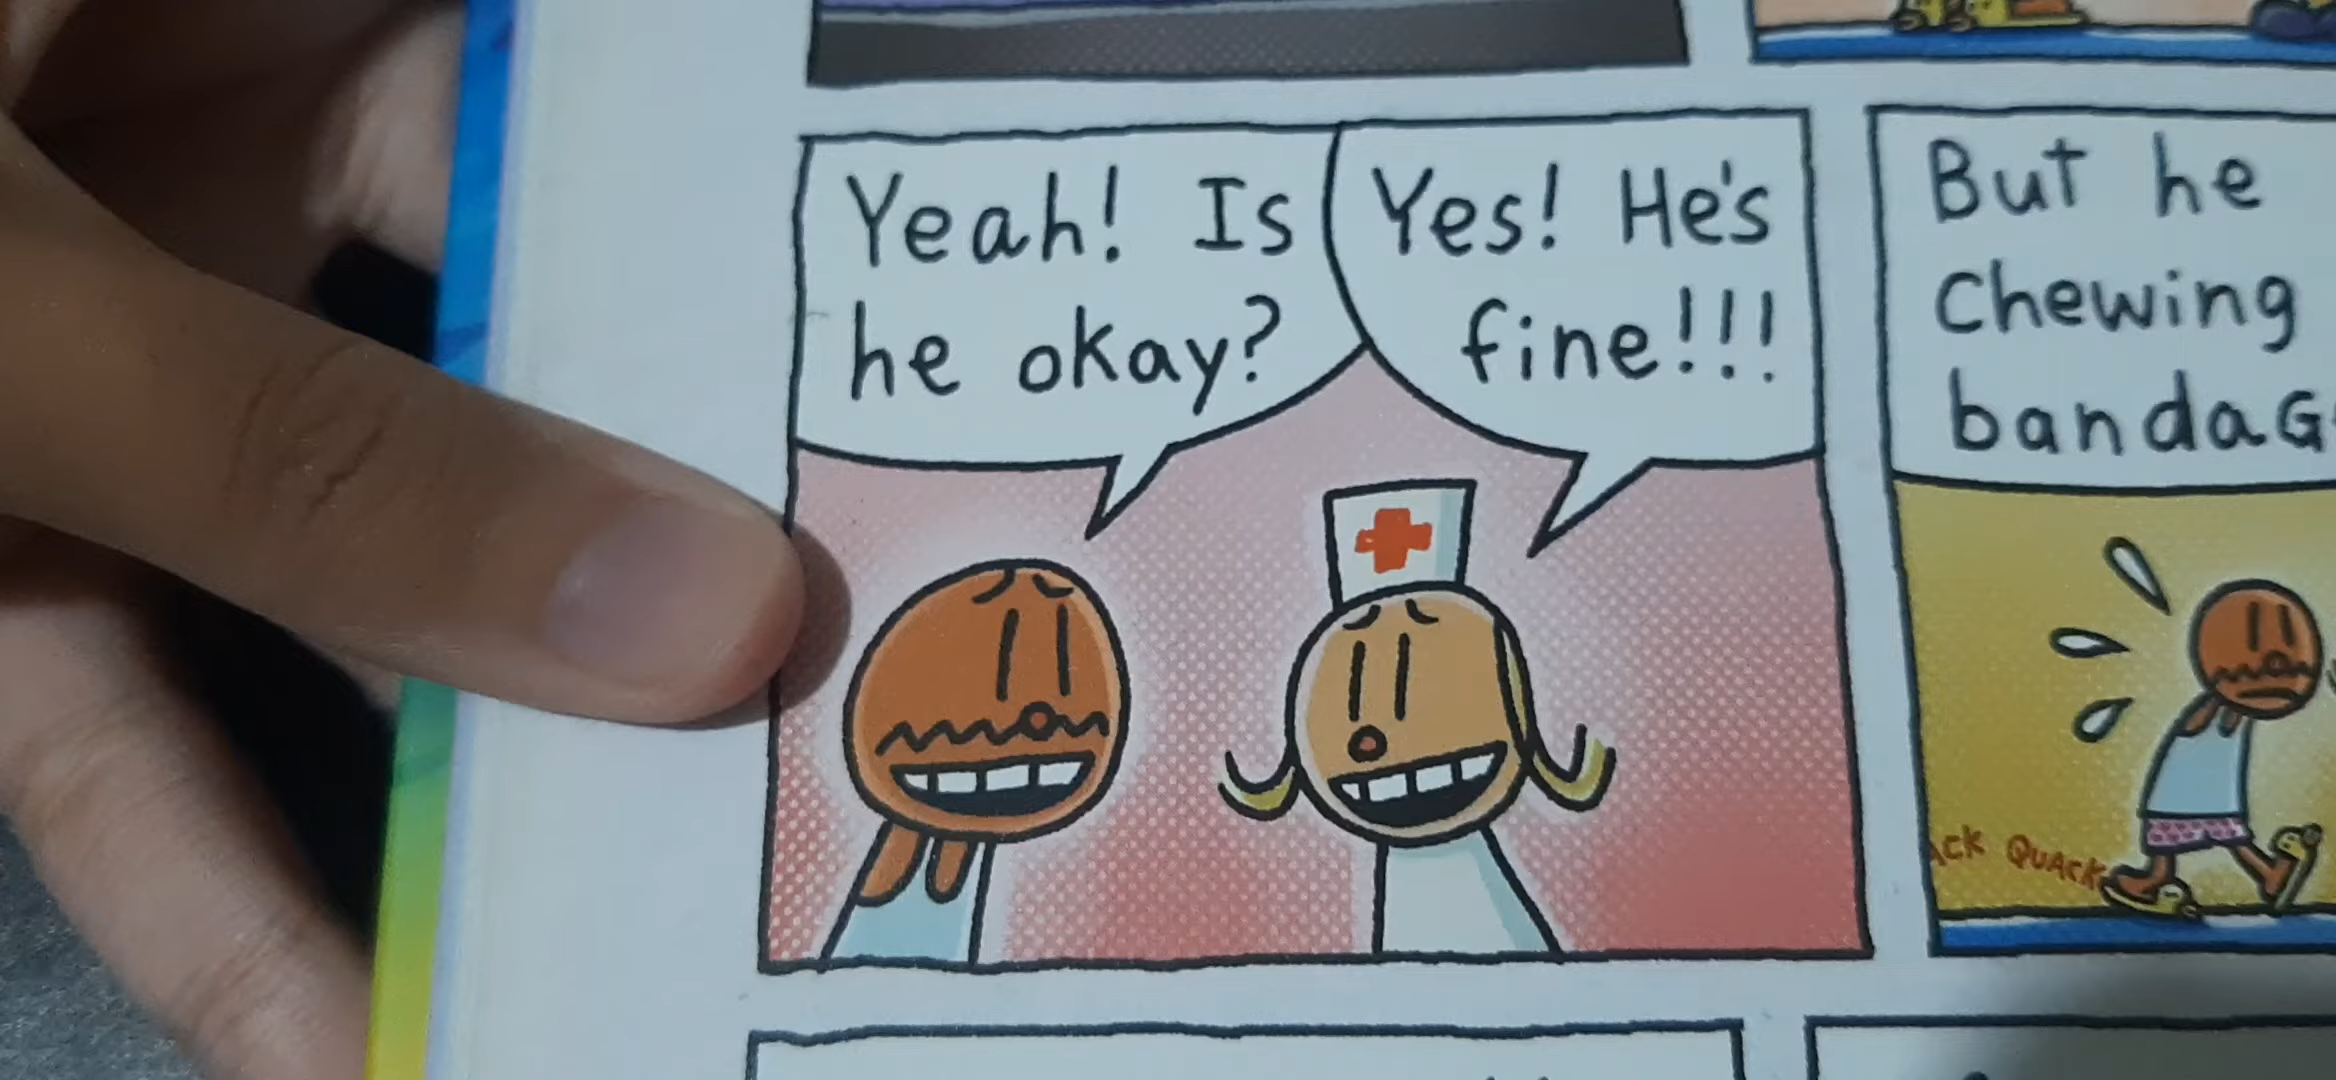 Yeah! Is
he okay?
Yes! He's
fine!!!
But he
chewing
QUACK